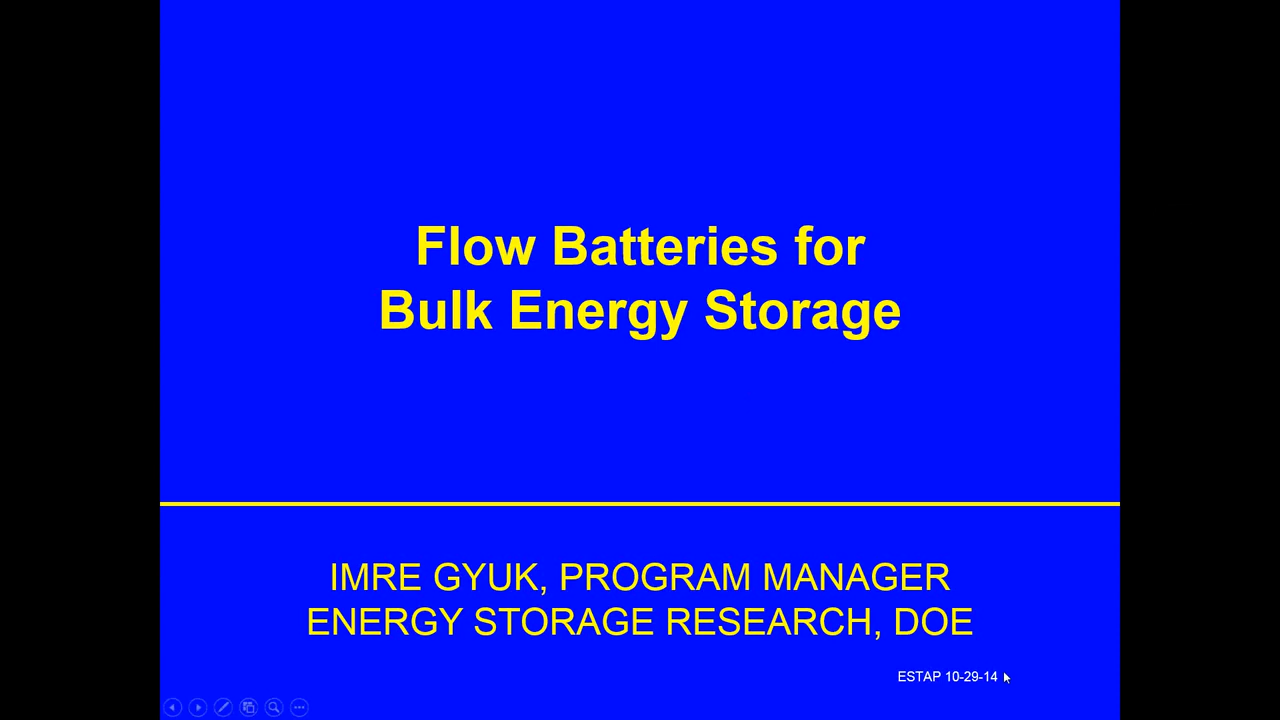 Flow Batteries for
Bulk Energy Storage
IMRE GYUK, PROGRAM MANAGER
ENERGY STORAGE RESEARCH, DOE
ESTAP 10-29-14